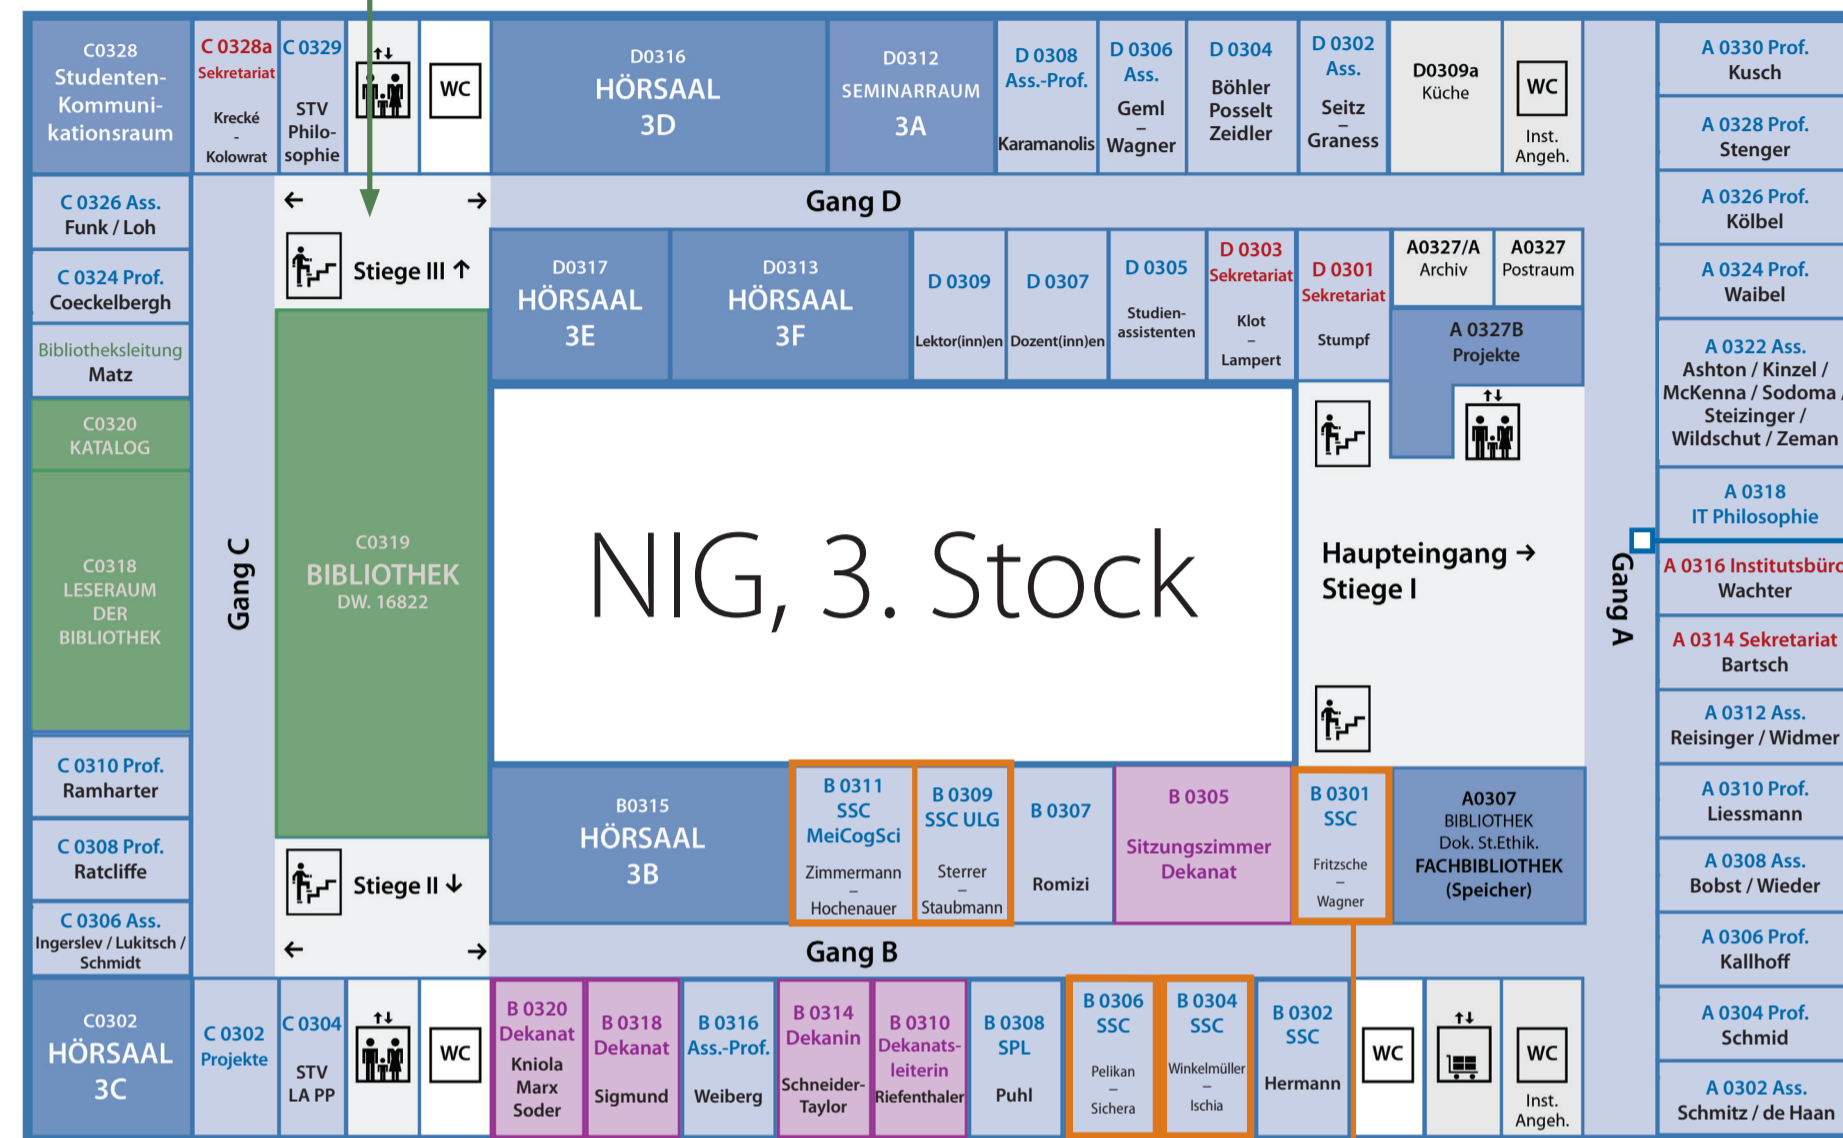 C0328
Studenten-
Kommuni-
kationsraum
C 0328a
Sekretariat
Krecké
-
Kolowrat
C 0329
STV
Philo-
sophie
WC
D0316
HÖRSAAL
3D
D0312
SEMINARRAUM
3A
D 0308
Ass.-Prof.
Karamanolis
D 0306
Ass.
Geml
–
Wagner
D 0304
Böhler
Posselt
Zeidler
D 0302
Ass.
Seitz
–
Graness
D0309a
Küche
WC
Inst.
Angeh.
A 0330 Prof.
Kusch
A 0328 Prof.
Stenger
A 0326 Prof.
Kölbel
A 0324 Prof.
Waibel
A 0322 Ass.
Ashton / Kinzel /
McKenna / Sodoma /
Steizinger /
Wildschut / Zeman
A 0318
IT Philosophie
A 0316 Institutsbüro
Wachter
A 0314 Sekretariat
Bartsch
A 0312 Ass.
Reisinger / Widmer
A 0310 Prof.
Liessmann
A 0308 Ass.
Bobst / Wieder
A 0306 Prof.
Kallhoff
A 0304 Prof.
Schmid
A 0302 Ass.
Schmitz / de Haan
← →
Gang D
C 0326 Ass.
Funk / Loh
C 0324 Prof.
Coeckelbergh
Bibliotheksleitung
Matz
C0320
KATALOG
C0318
LESERAUM
DER
BIBLIOTHEK
C 0310 Prof.
Ramharter
C 0308 Prof.
Ratcliffe
C 0306 Ass.
Ingerslev / Lukitsch /
Schmidt
Gang C
Stiege III ↑
C0319
BIBLIOTHEK
DW. 16822
Stiege II ↓
D0317
HÖRSAAL
3E
D0313
HÖRSAAL
3F
D 0309
Lektor(inn)en
D 0307
Dozent(inn)en
D 0305
Studien-
assistenten
D 0303
Sekretariat
Klot
–
Lampert
D 0301
Sekretariat
Stumpf
A0327/A
Archiv
A0327
Postraum
A 0327B
Projekte
NIG, 3. Stock
Haupteingang →
Stiege I
Gang A
B0315
HÖRSAAL
3B
B 0311
SSC
MeiCogSci
Zimmermann
–
Hochenauer
B 0309
SSC ULG
Sterrer
–
Staubmann
B 0307
Romizi
B 0305
Sitzungszimmer
Dekanat
B 0301
SSC
Fritzsche
–
Wagner
A0307
BIBLIOTHEK
Dok. St.Ethik.
FACHBIBLIOTHEK
(Speicher)
← →
Gang B
C0302
HÖRSAAL
3C
C 0302
Projekte
C 0304
STV
LA PP
WC
B 0320
Dekanat
Kniola
Marx
Soder
B 0318
Dekanat
Sigmund
B 0316
Ass.-Prof.
Weiberg
B 0314
Dekanin
Schneider-
Taylor
B 0310
Dekanats-
leiterin
Riefenthaler
B 0308
SPL
Puhl
B 0306
SSC
Pelikan
–
Sichera
B 0304
SSC
Winkelmüller
–
Ischia
B 0302
SSC
Hermann
WC
WC
Inst.
Angeh.